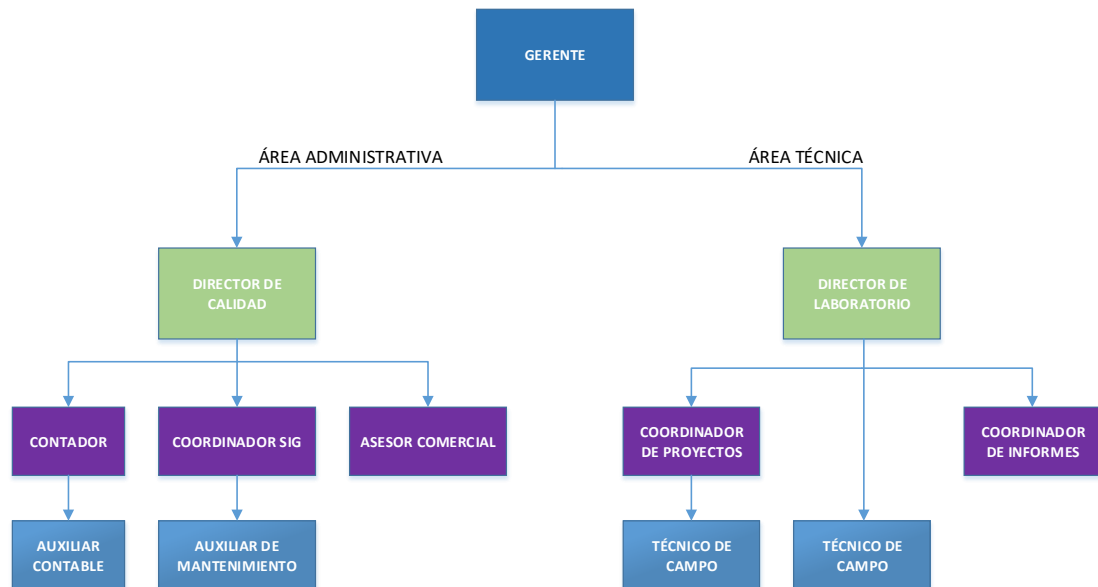 GERENTE
ÁREA ADMINISTRATIVA
ÁREA TÉCNICA
DIRECTOR DE
CALIDAD
DIRECTOR DE
LABORATORIO
CONTADOR
COORDINADOR SIG
ASESOR COMERCIAL
COORDINADOR
DE PROYECTOS
COORDINADOR
DE INFORMES
AUXILIAR
CONTABLE
AUXILIAR DE
MANTENIMIENTO
TÉCNICO DE
CAMPO
TÉCNICO DE
CAMPO